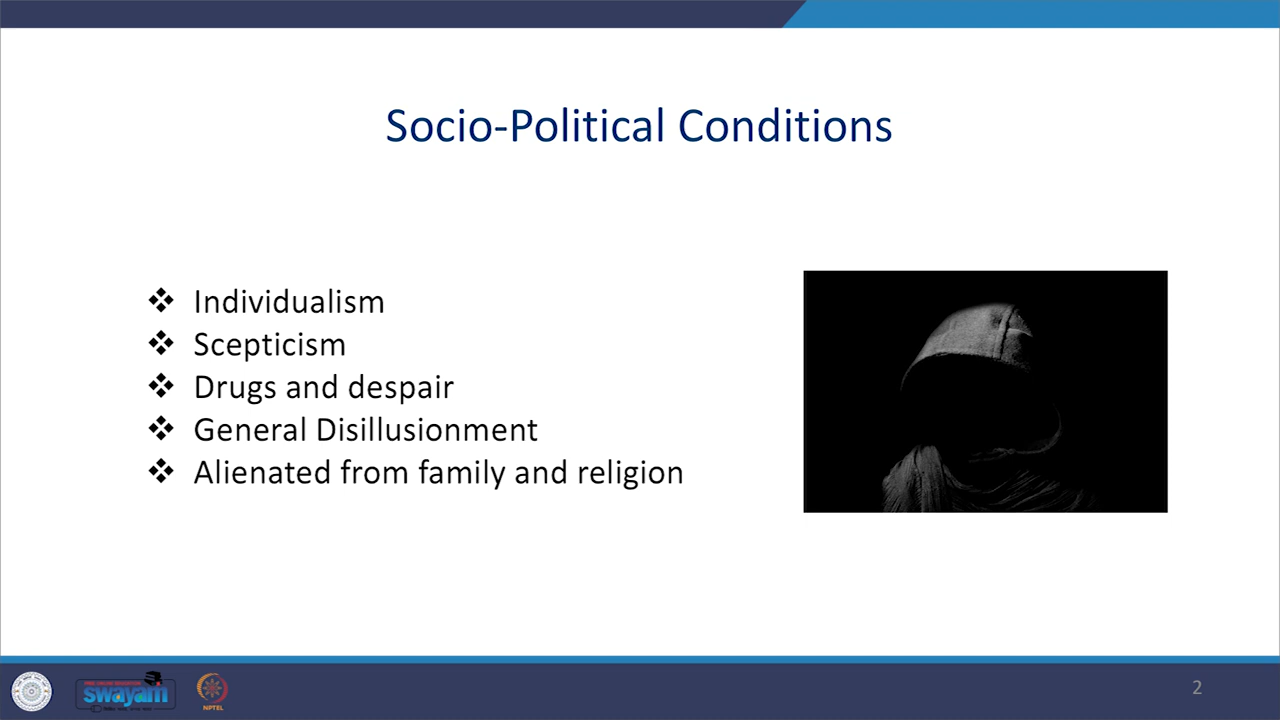 Socio-Political Conditions
Individualism
Scepticism
Drugs and despair
General Disillusionment
Alienated from family and religion
swayam
NPTEL
2